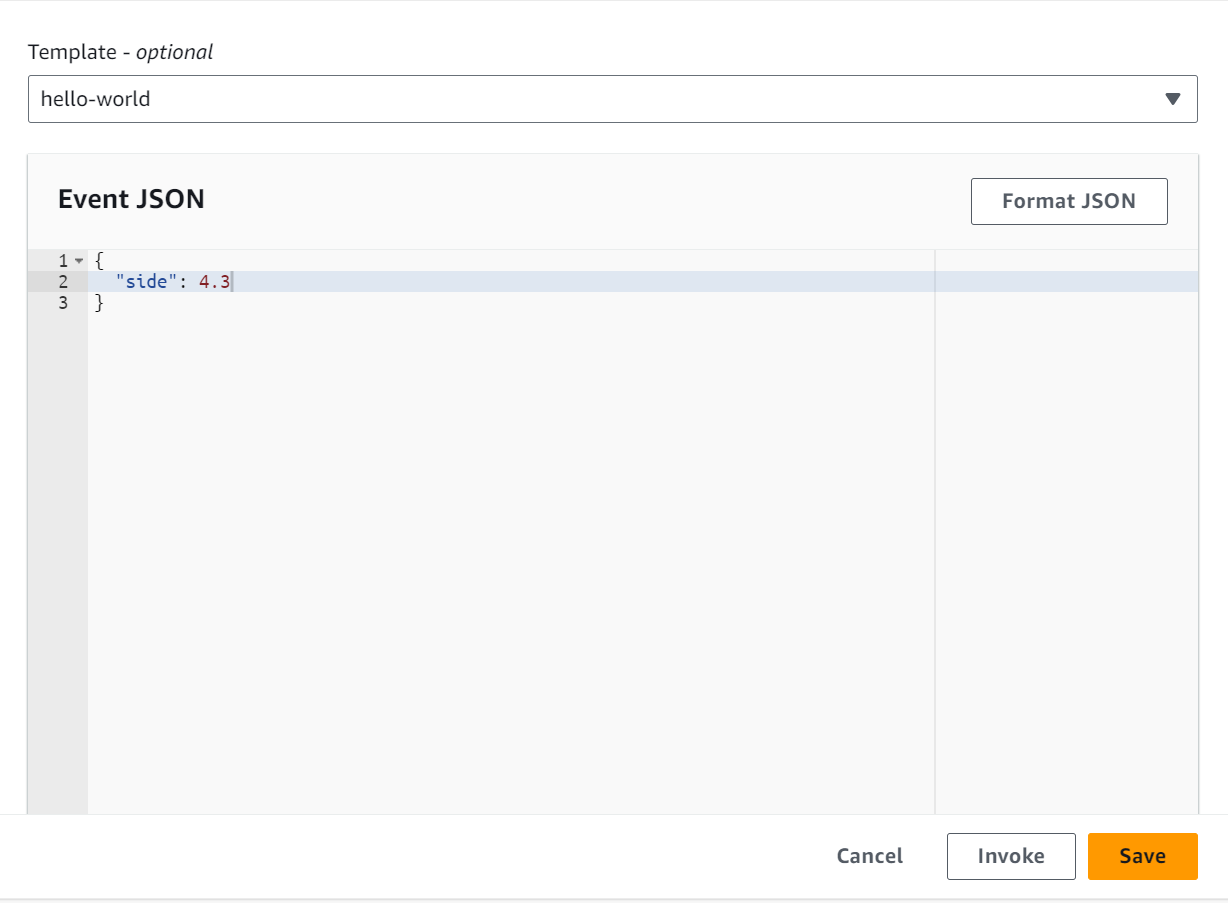 Template - optional
hello-world
Event JSON
Format JSON
1 {
2 "side": 4.3
3 }
Cancel
Invoke
Save